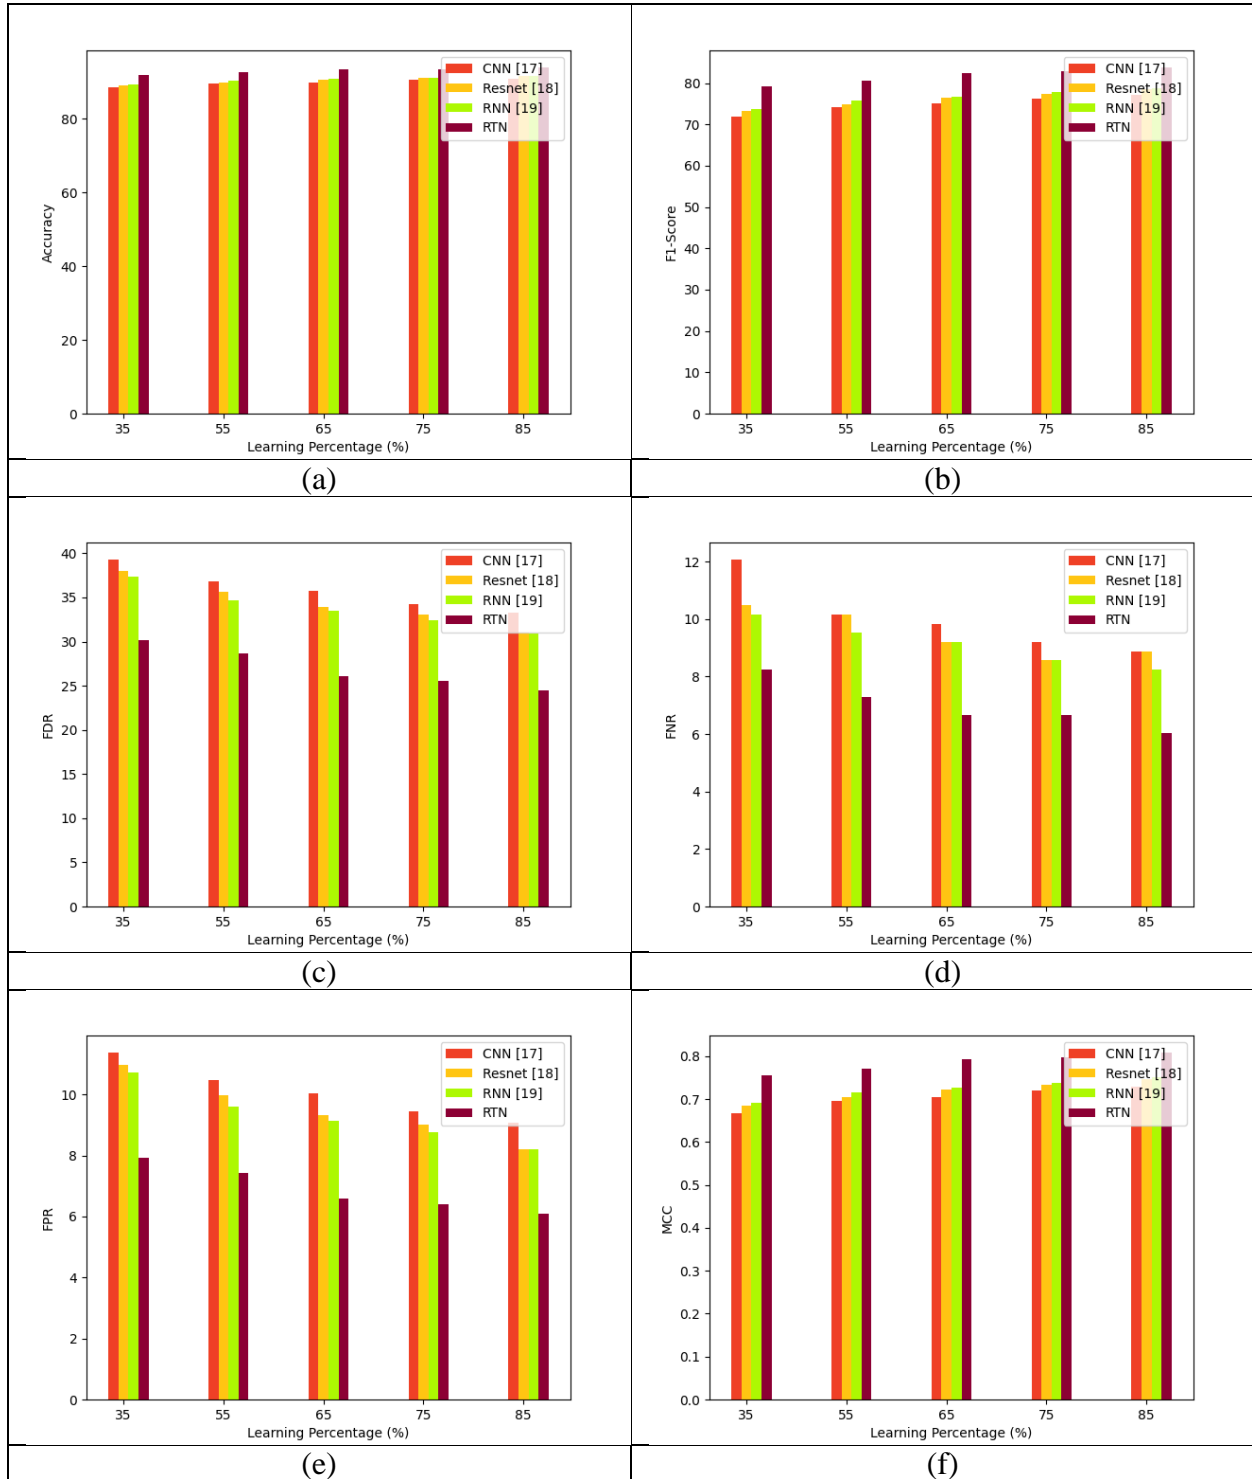 CNN [17]
Resnet [18]
RNN [19]
RTN
80
60
40
20
0
Accuracy
35 55 65 75 85
Learning Percentage (%)
(a)
CNN [17]
Resnet [18]
RNN [19]
RTN
80
70
60
50
40
30
20
10
0
F1-Score
35 55 65 75 85
Learning Percentage (%)
(b)
CNN [17]
Resnet [18]
RNN [19]
RTN
40
35
30
25
20
15
10
5
0
FDR
35 55 65 75 85
Learning Percentage (%)
(c)
CNN [17]
Resnet [18]
RNN [19]
RTN
12
10
8
6
4
2
0
FNR
35 55 65 75 85
Learning Percentage (%)
(d)
CNN [17]
Resnet [18]
RNN [19]
RTN
10
8
6
4
2
0
FPR
35 55 65 75 85
Learning Percentage (%)
(e)
CNN [17]
Resnet [18]
RNN [19]
RTN
0.8
0.7
0.6
0.5
0.4
0.3
0.2
0.1
0.0
MCC
35 55 65 75 85
Learning Percentage (%)
(f)